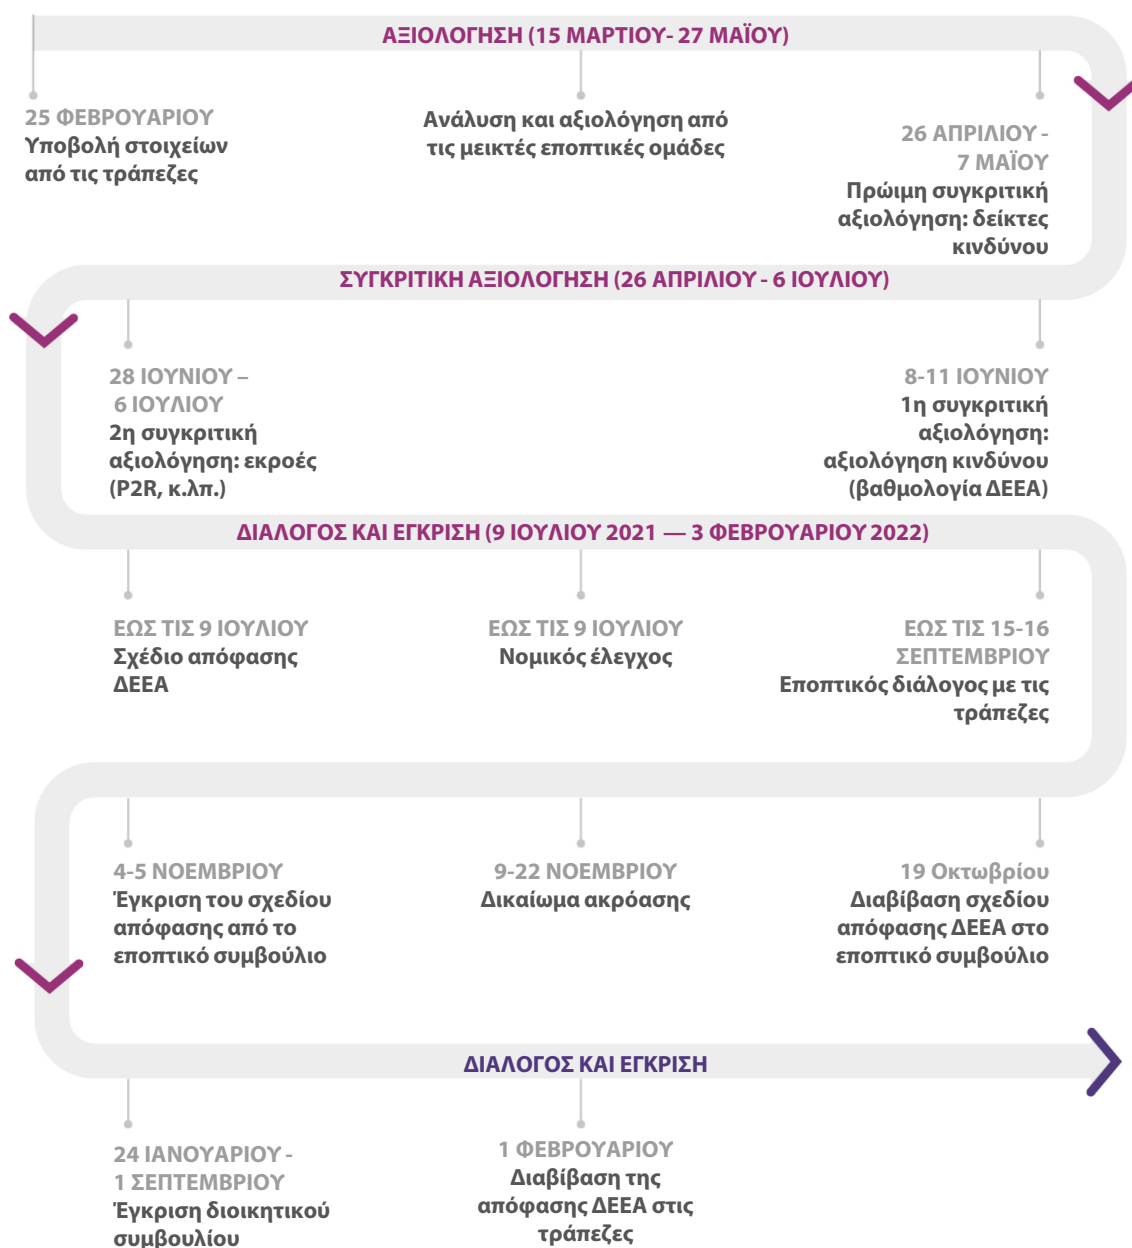 ΑΞΙΟΛΟΓΗΣΗ (15 ΜΑΡΤΙΟΥ- 27 ΜΑΪΟΥ)
25 ΦΕΒΡΟΥΑΡΙΟΥ
Υποβολή στοιχείων
από τις τράπεζες
Ανάλυση και αξιολόγηση από
τις μεικτές εποπτικές ομάδες
26 ΑΠΡΙΛΙΟΥ -
7 ΜΑΪΟΥ
Πρώιμη συγκριτική
αξιολόγηση: δείκτες
κινδύνου
ΣΥΓΚΡΙΤΙΚΗ ΑΞΙΟΛΟΓΗΣΗ (26 ΑΠΡΙΛΙΟΥ - 6 ΙΟΥΛΙΟΥ)
28 ΙΟΥΝΙΟΥ –
6 ΙΟΥΛΙΟΥ
2η συγκριτική
αξιολόγηση: εκροές
(P2R, κ.λπ.)
8-11 ΙΟΥΝΙΟΥ
1η συγκριτική
αξιολόγηση:
αξιολόγηση κινδύνου
(βαθμολογία ΔΕΕΑ)
ΔΙΑΛΟΓΟΣ ΚΑΙ ΕΓΚΡΙΣΗ (9 ΙΟΥΛΙΟΥ 2021 — 3 ΦΕΒΡΟΥΑΡΙΟΥ 2022)
ΕΩΣ ΤΙΣ 9 ΙΟΥΛΙΟΥ
Σχέδιο απόφασης
ΔΕΕΑ
ΕΩΣ ΤΙΣ 9 ΙΟΥΛΙΟΥ
Νομικός έλεγχος
ΕΩΣ ΤΙΣ 15-16
ΣΕΠΤΕΜΒΡΙΟΥ
Εποπτικός διάλογος με τις
τράπεζες
4-5 ΝΟΕΜΒΡΙΟΥ
Έγκριση του σχεδίου
απόφασης από το
εποπτικό συμβούλιο
9-22 ΝΟΕΜΒΡΙΟΥ
Δικαίωμα ακρόασης
19 Οκτωβρίου
Διαβίβαση σχεδίου
απόφασης ΔΕΕΑ στο
εποπτικό συμβούλιο
ΔΙΑΛΟΓΟΣ ΚΑΙ ΕΓΚΡΙΣΗ
24 ΙΑΝΟΥΑΡΙΟΥ -
1 ΣΕΠΤΕΜΒΡΙΟΥ
Έγκριση διοικητικού
συμβουλίου
1 ΦΕΒΡΟΥΑΡΙΟΥ
Διαβίβαση της
απόφασης ΔΕΕΑ στις
τράπεζες